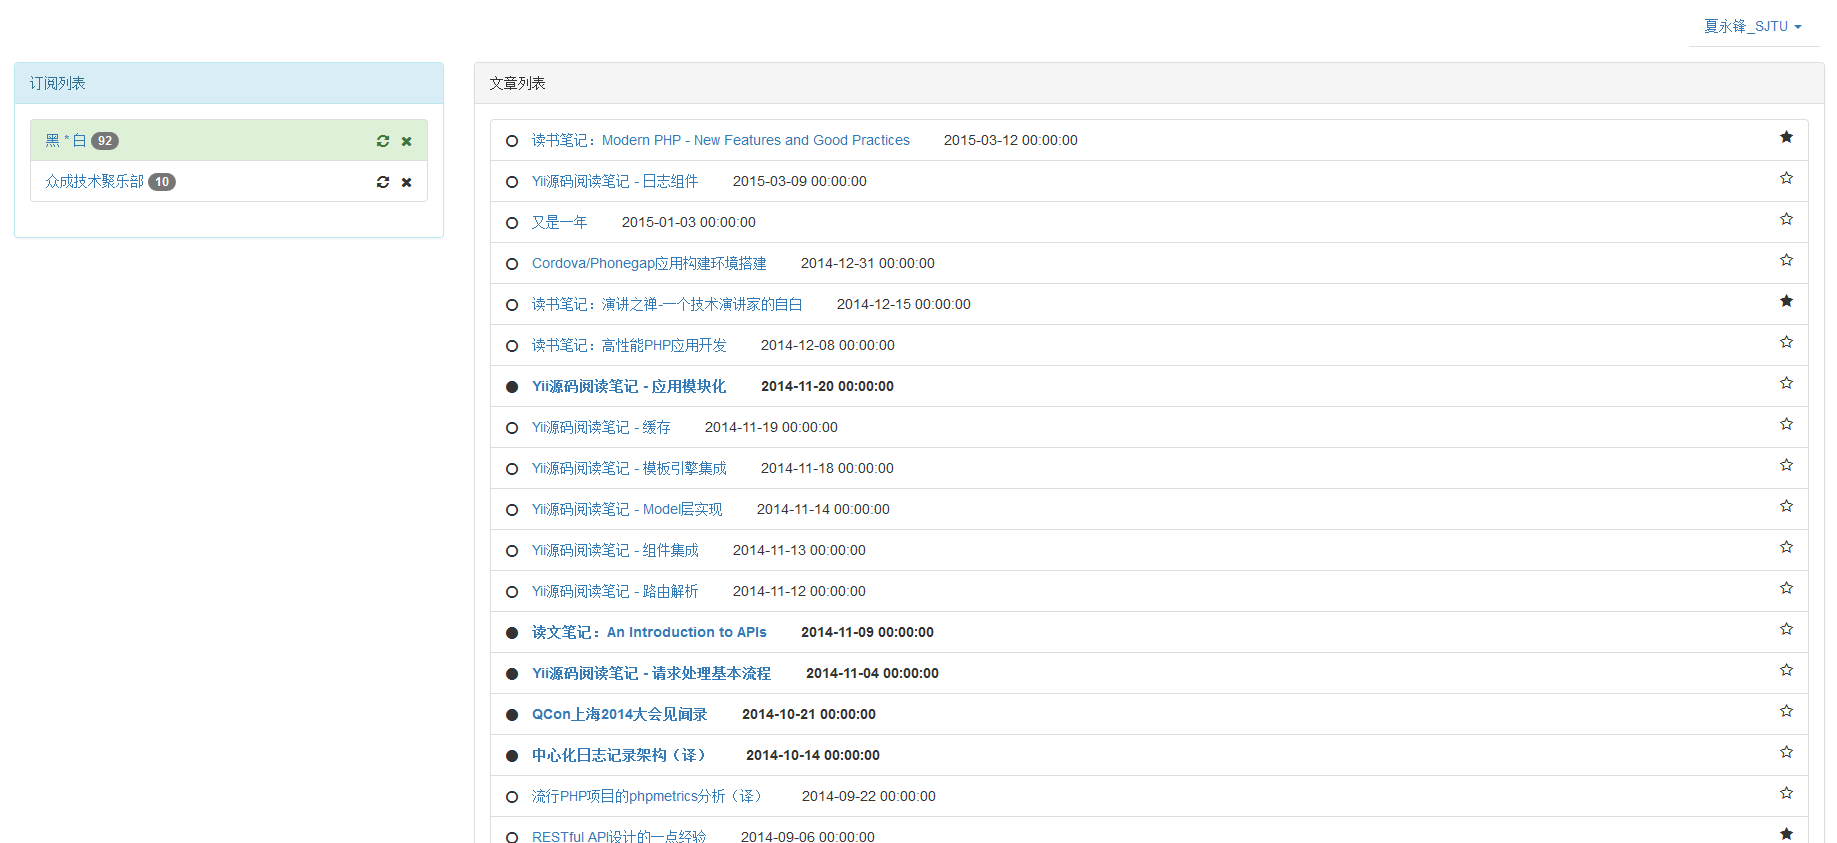 夏永锋_SJTU
订阅列表
黑 * 白 92
众成技术聚乐部 10
文章列表
读书笔记：Modern PHP - New Features and Good Practices 2015-03-12 00:00:00
Yii源码阅读笔记 - 日志组件 2015-03-09 00:00:00
又是一年 2015-01-03 00:00:00
Cordova/Phonegap应用构建环境搭建 2014-12-31 00:00:00
读书笔记：演讲之禅-一个技术演讲家的自白 2014-12-15 00:00:00
读书笔记：高性能PHP应用开发 2014-12-08 00:00:00
Yii源码阅读笔记 - 应用模块化 2014-11-20 00:00:00
Yii源码阅读笔记 - 缓存 2014-11-19 00:00:00
Yii源码阅读笔记 - 模板引擎集成 2014-11-18 00:00:00
Yii源码阅读笔记 - Model层实现 2014-11-14 00:00:00
Yii源码阅读笔记 - 组件集成 2014-11-13 00:00:00
Yii源码阅读笔记 - 路由解析 2014-11-12 00:00:00
读文笔记：An Introduction to APIs 2014-11-09 00:00:00
Yii源码阅读笔记 - 请求处理基本流程 2014-11-04 00:00:00
QCon上海2014大会见闻录 2014-10-21 00:00:00
中心化日志记录架构（译） 2014-10-14 00:00:00
流行PHP项目的phpmetrics分析（译） 2014-09-22 00:00:00
RESTful API设计的一点经验 2014-09-06 00:00:00